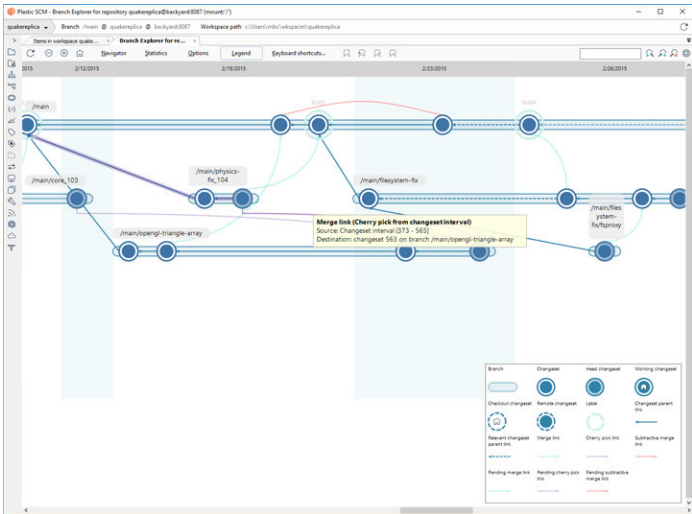 Plastic SCM - Branch Explorer for repository quakereplica@backyard:8087 (mount:'/')
quakereplica Branch /main @ quakereplica @ backyard:8087 Workspace path c:\Users\mbc\wkspaces\quakereplica
Items in workspace quake... Branch Explorer for re...
Navigator Statistics Options Legend Keyboard shortcuts...
2015 2/12/2015 2/19/2015 2/23/2015 2/26/2015
/main
/main/physics-
fix_104
/main/core_103
/main/filesystem-fix
/main/files
ystem-
fix/fsproxy
/main/opengl-triangle-array
Merge link (Cherry pick from changeset interval)
Source: Changeset interval (373 - 565]
Destination: changeset 563 on branch /main/opengl-triangle-array
Branch Changeset Head changeset Working changeset
Checkout changeset Remote changeset Label Changeset parent
link
Relevant changeset
parent link Merge link Cherry pick link Subtractive merge
link
Pending merge link Pending cherry pick
link Pending subtractive
merge link